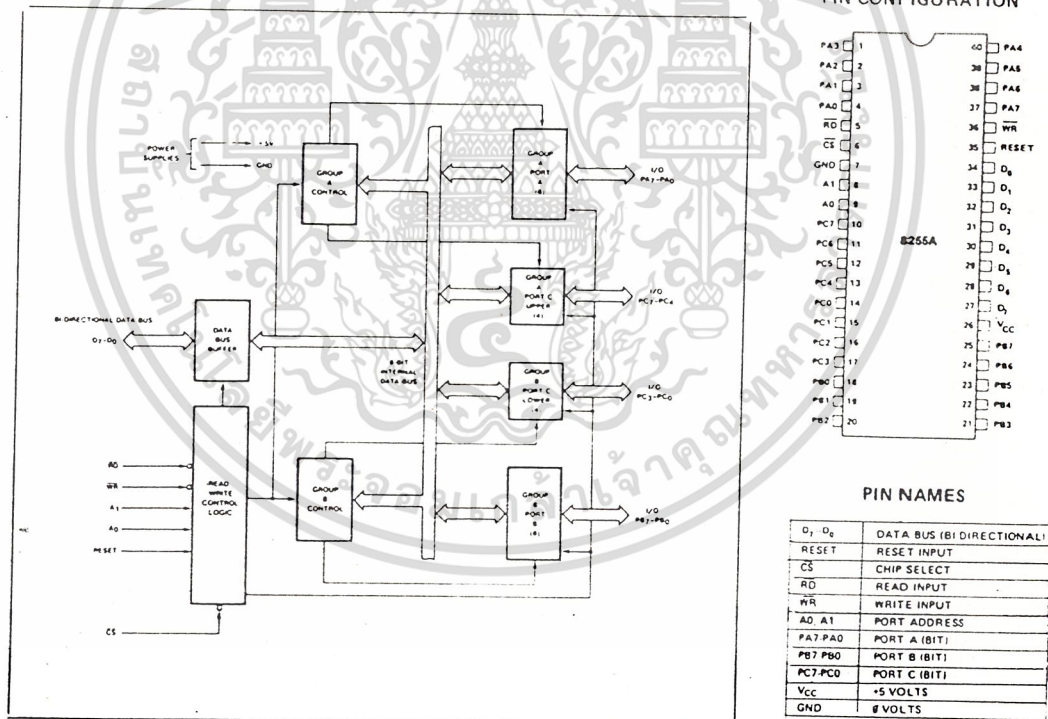 PIN CONFIGURATION
POWER SUPPLIES
+5V
GND
GROUP A CONTROL
GROUP A PORT A (8)
I/O PA7-PA0
GROUP A PORT C UPPER (4)
I/O PC7-PC4
BI DIRECTIONAL DATA BUS
D7-D0
DATA BUS BUFFER
8-BIT INTERNAL DATA BUS
GROUP B PORT C LOWER (4)
I/O PC3-PC0
RD
WR
A1
A0
RESET
READ WRITE CONTROL LOGIC
GROUP B CONTROL
GROUP B PORT B (8)
I/O PB7-PB0
CS
PA3 1
PA2 2
PA1 3
PA0 4
RD 5
CS 6
GND 7
A1 8
A0 9
PC7 10
PC6 11
PC5 12
PC4 13
PC0 14
PC1 15
PC2 16
PC3 17
PB0 18
PB1 19
PB2 20
8255A
40 PA4
39 PA5
38 PA6
37 PA7
36 WR
35 RESET
34 D0
33 D1
32 D2
31 D3
30 D4
29 D5
28 D6
27 D7
26 VCC
25 PB7
24 PB6
23 PB5
22 PB4
21 PB3
PIN NAMES
D7-D0 DATA BUS (BI DIRECTIONAL)
RESET RESET INPUT
CS CHIP SELECT
RD READ INPUT
WR WRITE INPUT
A0, A1 PORT ADDRESS
PA7-PA0 PORT A (BIT)
PB7-PB0 PORT B (BIT)
PC7-PC0 PORT C (BIT)
VCC +5 VOLTS
GND 0 VOLTS